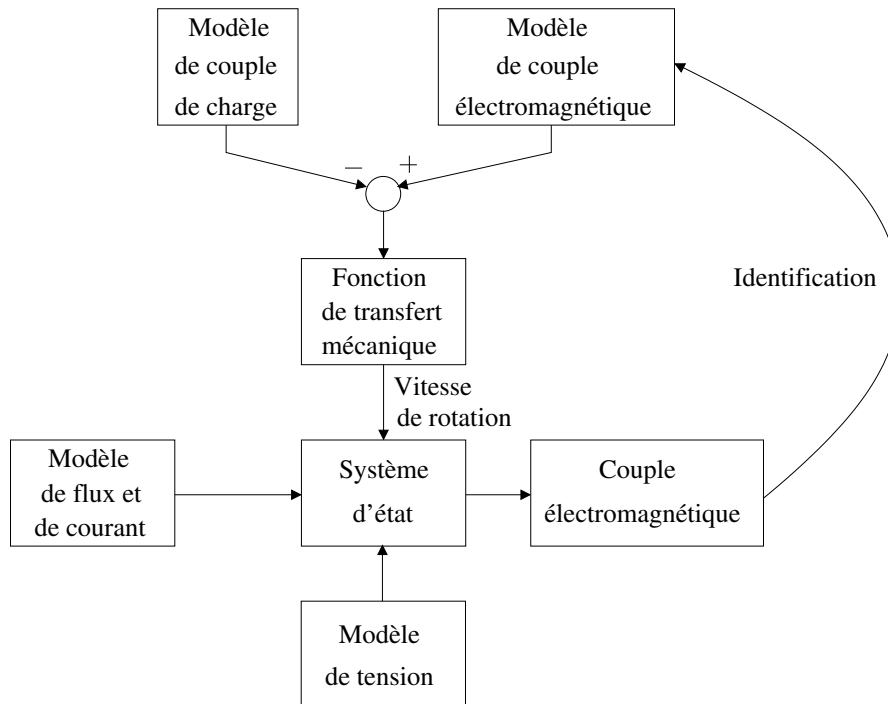 Modèle
de couple
de charge
Modèle
de couple
électromagnétique
−
+
Fonction
de transfert
mécanique
Identification
Vitesse
de rotation
Modèle
de flux et
de courant
Système
d'état
Couple
électromagnétique
Modèle
de tension